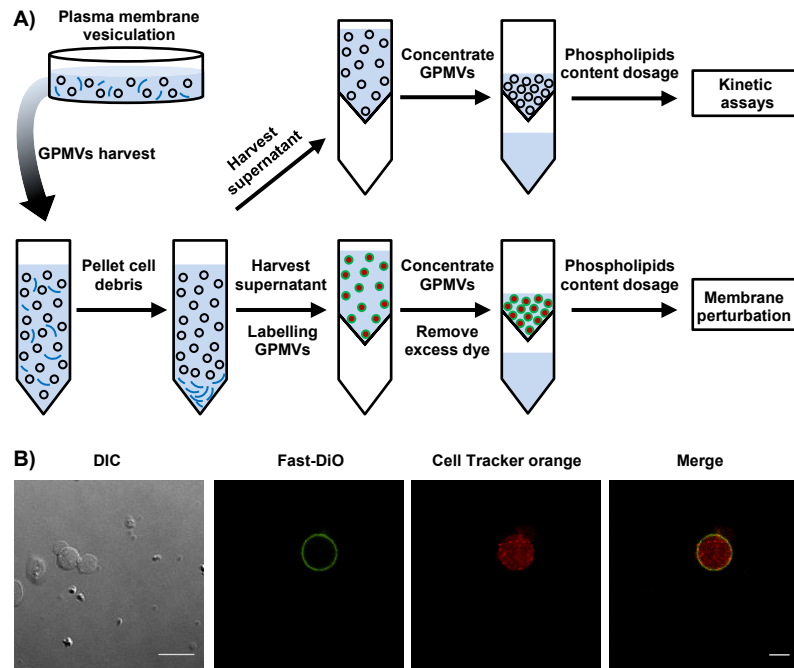 A)
Plasma membrane
vesiculation
GPMVs harvest
Harvest
supernatant
Concentrate
GPMVs
Phospholipids
content dosage
Kinetic
assays
Pellet cell
debris
Harvest
supernatant
Labelling
GPMVs
Concentrate
GPMVs
Remove
excess dye
Phospholipids
content dosage
Membrane
perturbation
B)
DIC
Fast-DiO
Cell Tracker orange
Merge